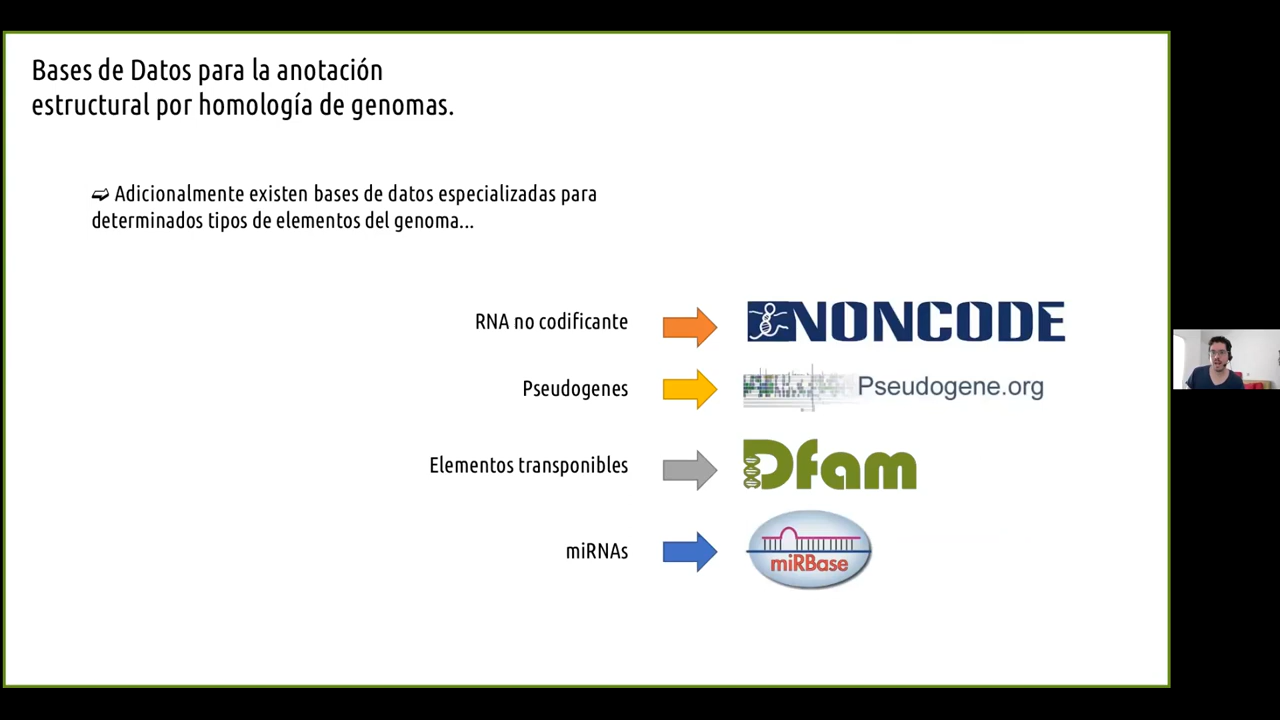 Bases de Datos para la anotación
estructural por homología de genomas.
➫ Adicionalmente existen bases de datos especializadas para
determinados tipos de elementos del genoma...
RNA no codificante
NONCODE
Pseudogenes
Pseudogene.org
Elementos transponibles
Dfam
miRNAs
miRBase